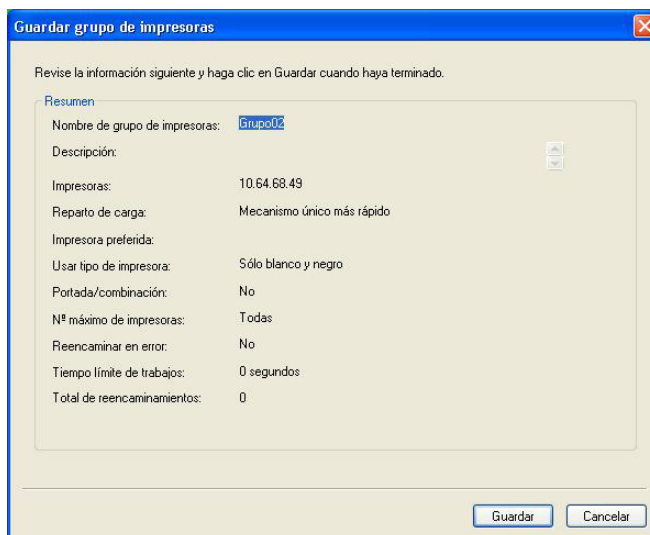 Guardar grupo de impresoras
Revise la información siguiente y haga clic en Guardar cuando haya terminado.
Resumen
Nombre de grupo de impresoras: Grupo02
Descripción:
Impresoras: 10.64.68.49
Reparto de carga: Mecanismo único más rápido
Impresora preferida:
Usar tipo de impresora: Sólo blanco y negro
Portada/combinación: No
Nº máximo de impresoras: Todas
Reencaminar en error: No
Tiempo límite de trabajos: 0 segundos
Total de reencaminamientos: 0
Guardar Cancelar